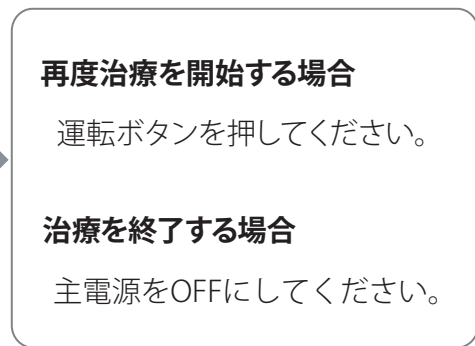 再度治療を開始する場合
運転ボタンを押してください。
治療を終了する場合
主電源をOFFにしてください。